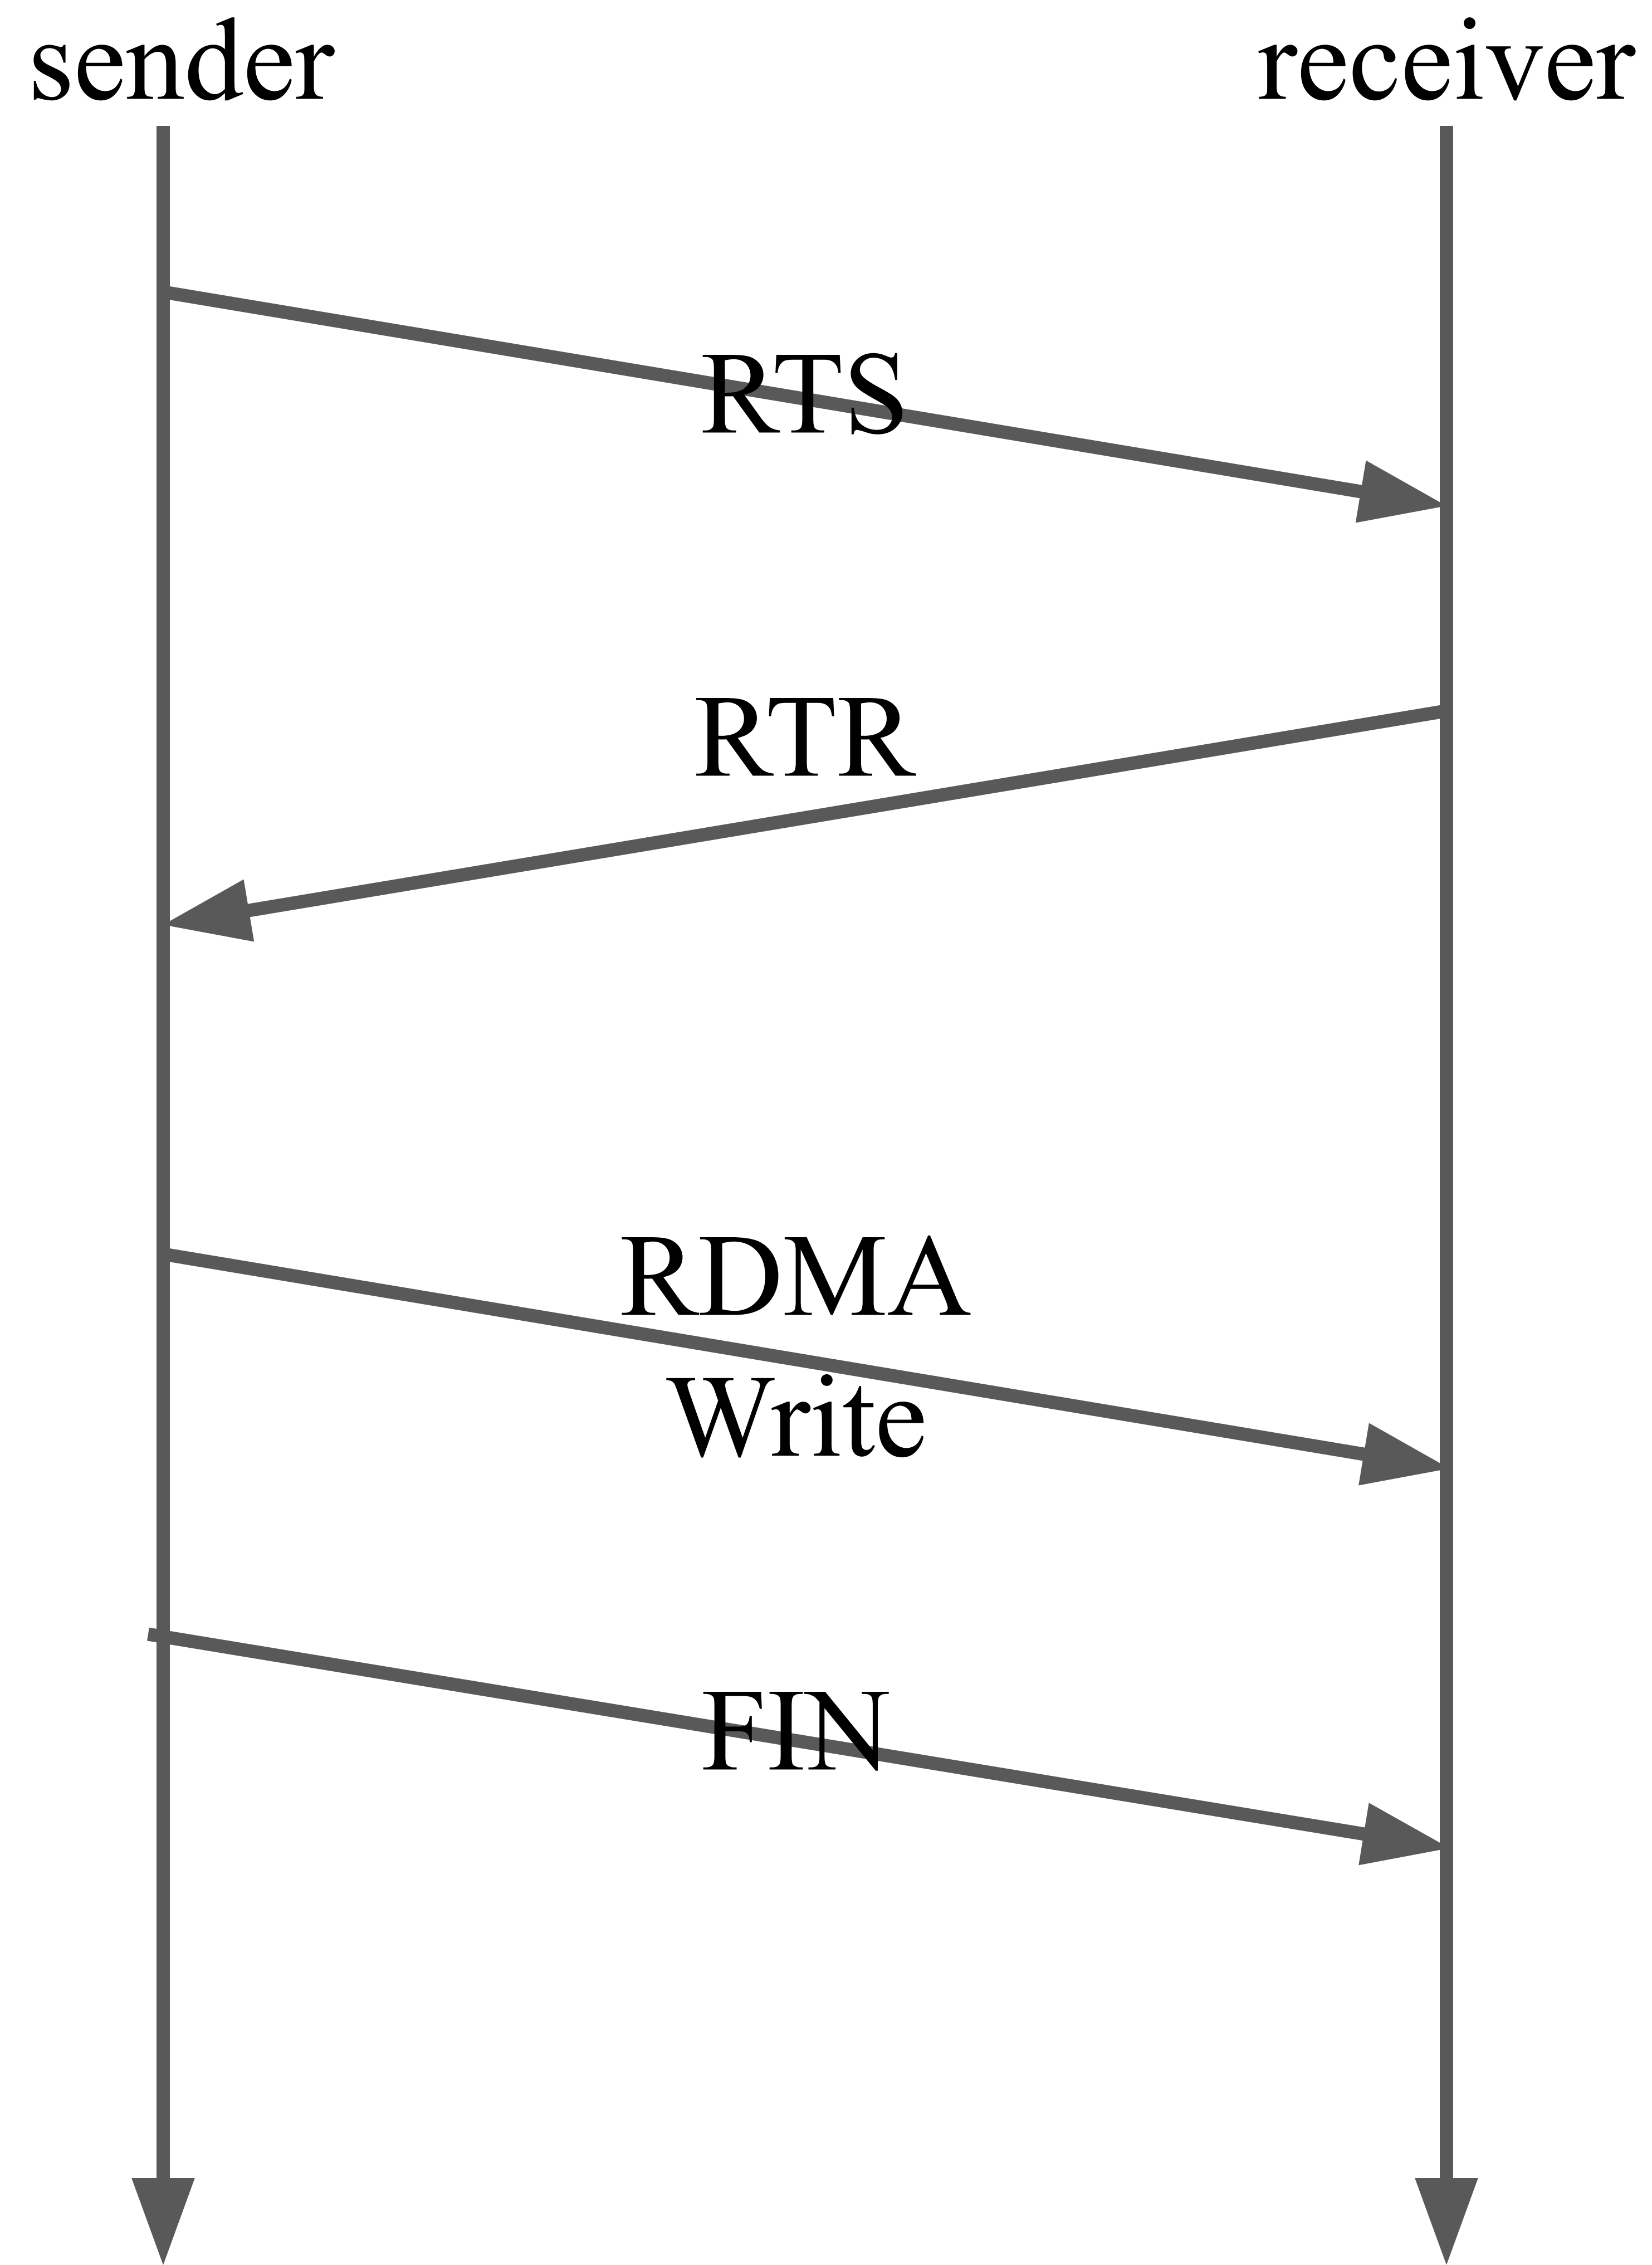 sender
receiver
RTS
RTR
RDMA
Write
FIN